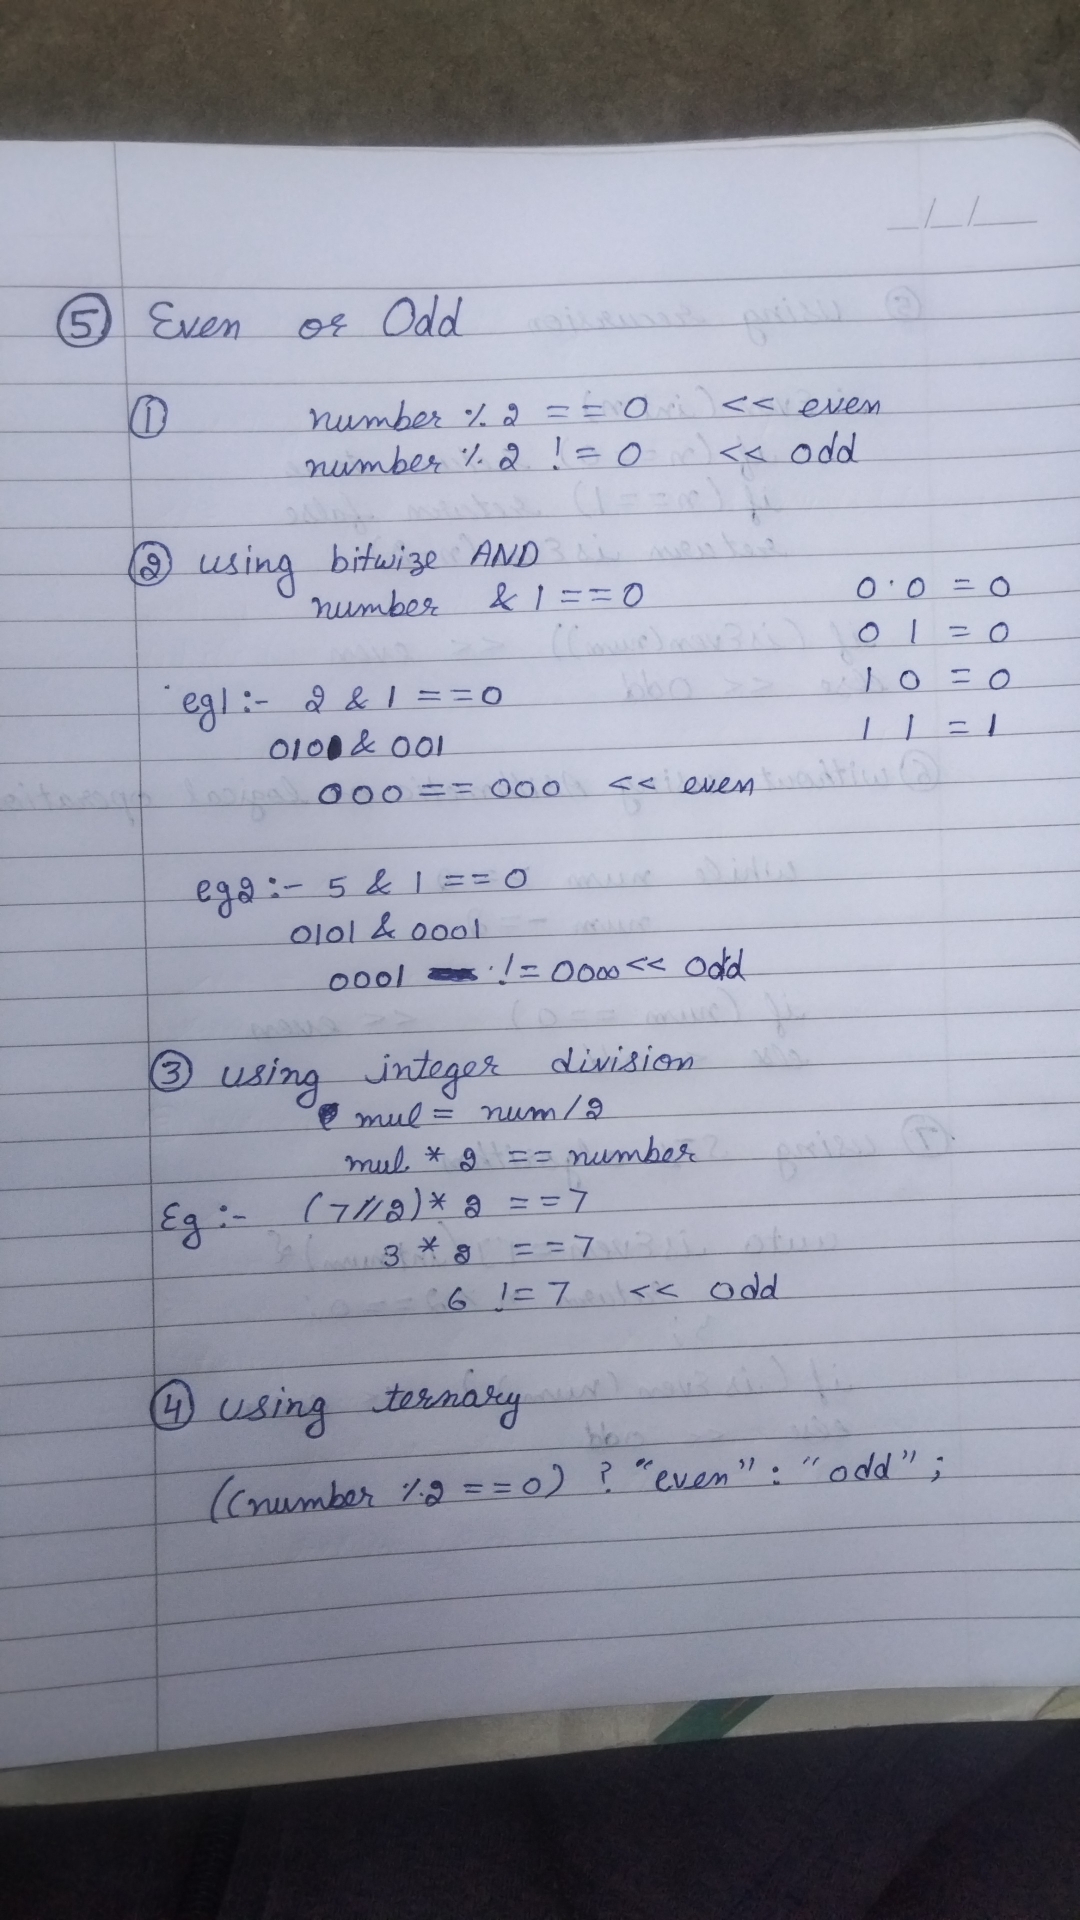 ⑤ Even or Odd
① number % 2 == 0 << even
number % 2 != 0 << odd
② using bitwize AND
number & 1 == 0
0·0 = 0
0 1 = 0
1 0 = 0
1 1 = 1
eg1 :- 2 & 1 == 0
010 & 001
000 == 000 << even
eg2 :- 5 & 1 == 0
0101 & 0001
0001 != 0000 << Odd
③ using integer division
mul = num/2
mul * 2 == number
Eg :- (7//2)* 2 == 7
3 * 2 == 7
6 != 7 << odd
④ using ternary
((number % 2 == 0) ? "even" : "odd" ;